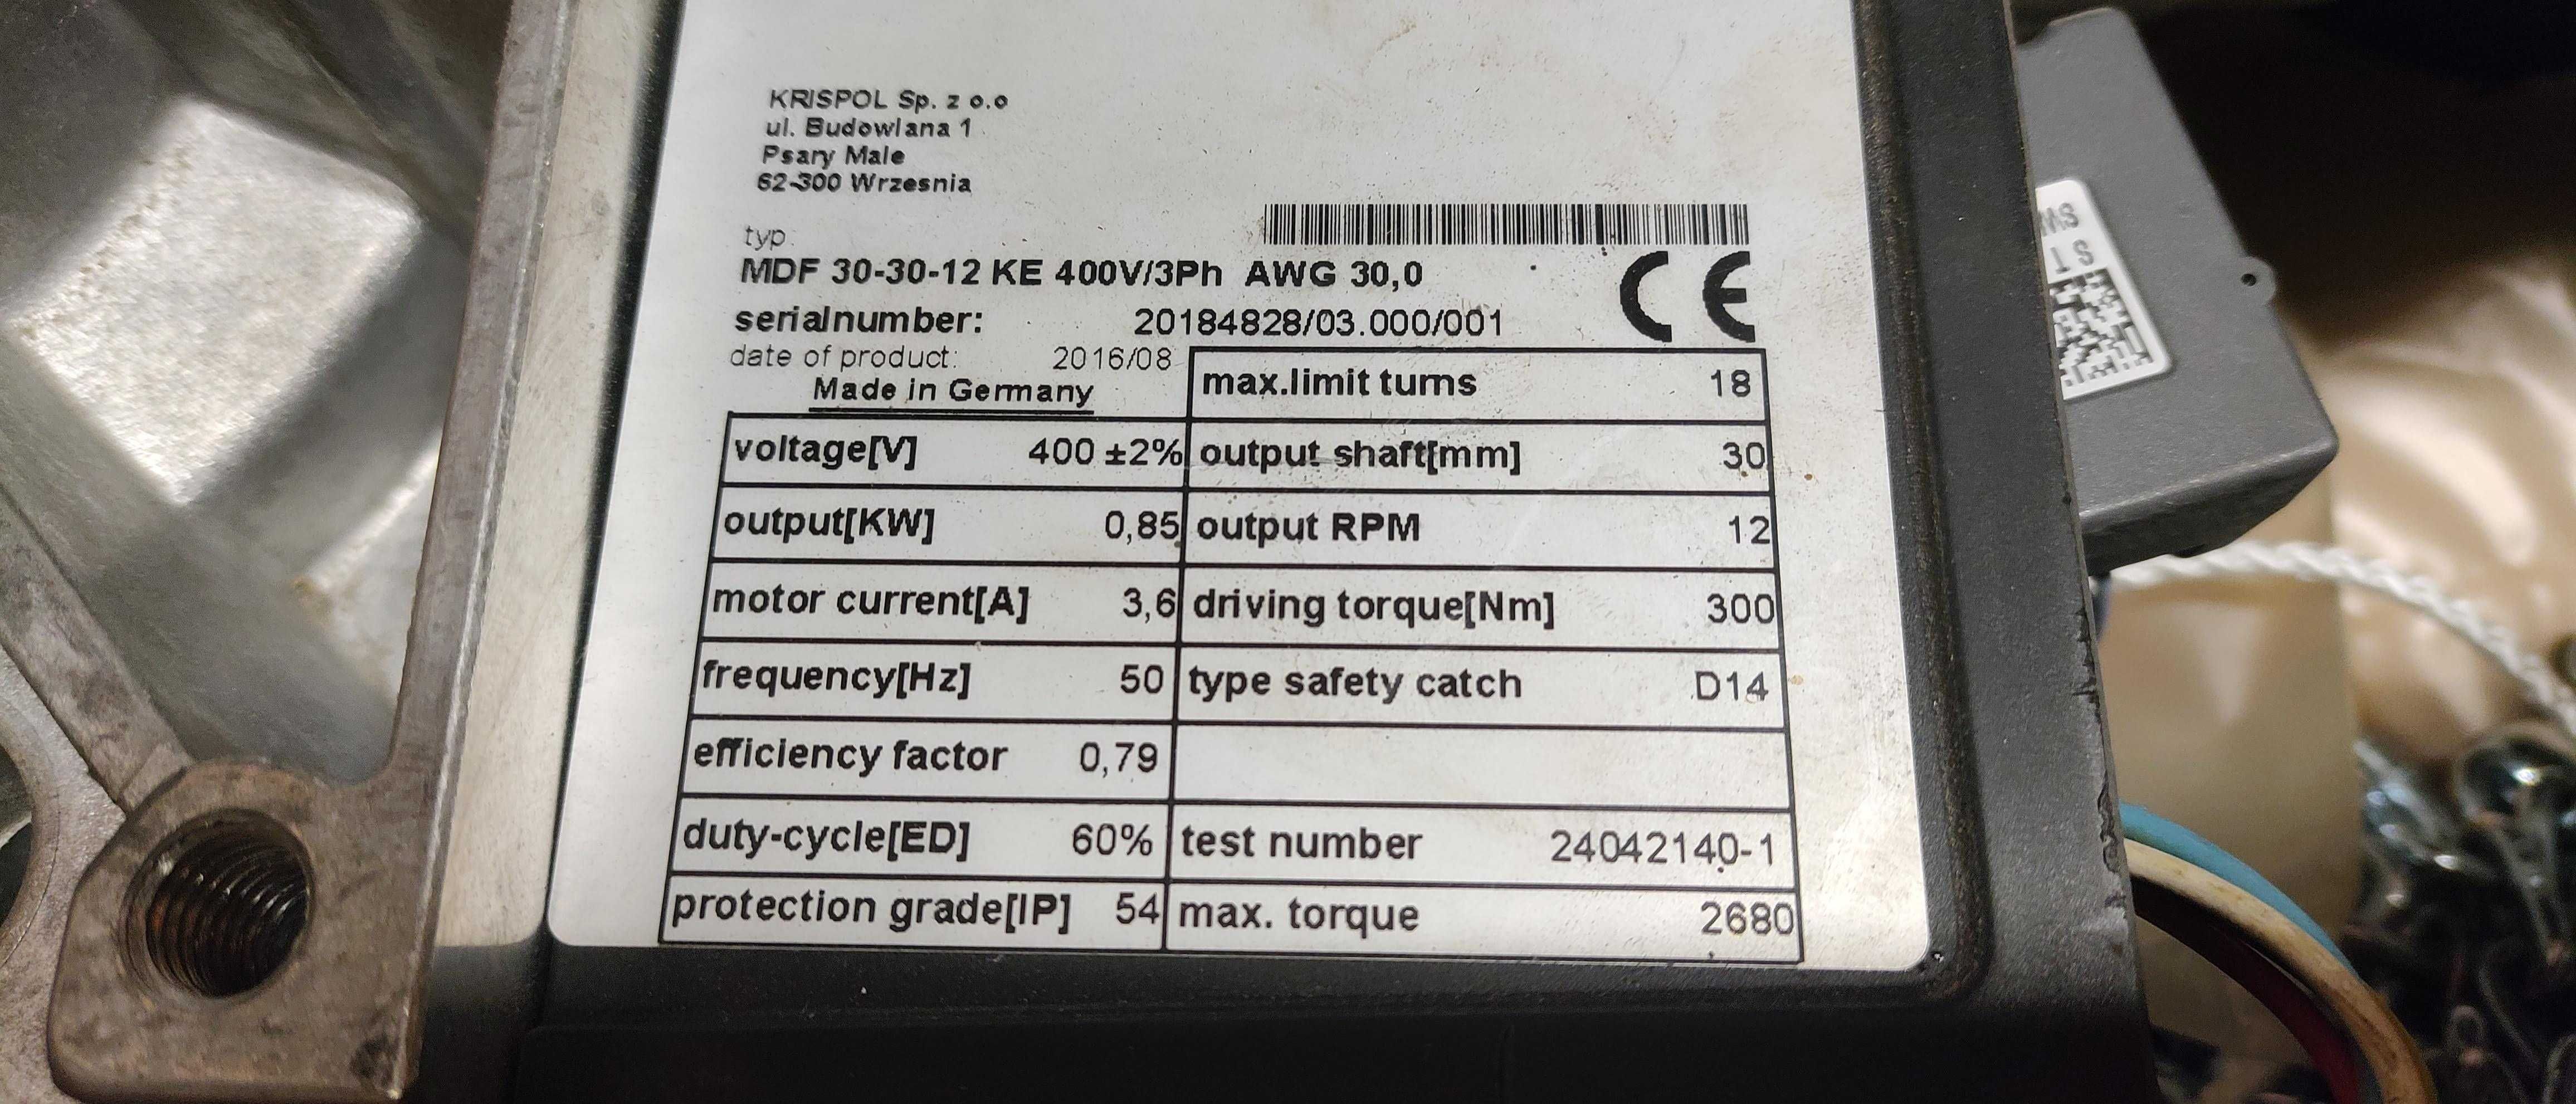 KRISPOL Sp. z o.o
ul. Budowlana 1
Psary Male
62-300 Wrzesnia
typ
MDF 30-30-12 KE 400V/3Ph AWG 30,0
CE
serialnumber: 20184828/03.000/001
date of product: 2016/08
Made in Germany
max.limit turns 18
voltage[V] 400 ±2% output shaft[mm] 30
output[KW] 0,85 output RPM 12
motor current[A] 3,6 driving torque[Nm] 300
frequency[Hz] 50 type safety catch D14
efficiency factor 0,79
duty-cycle[ED] 60% test number 24042140-1
protection grade[IP] 54 max. torque 2680